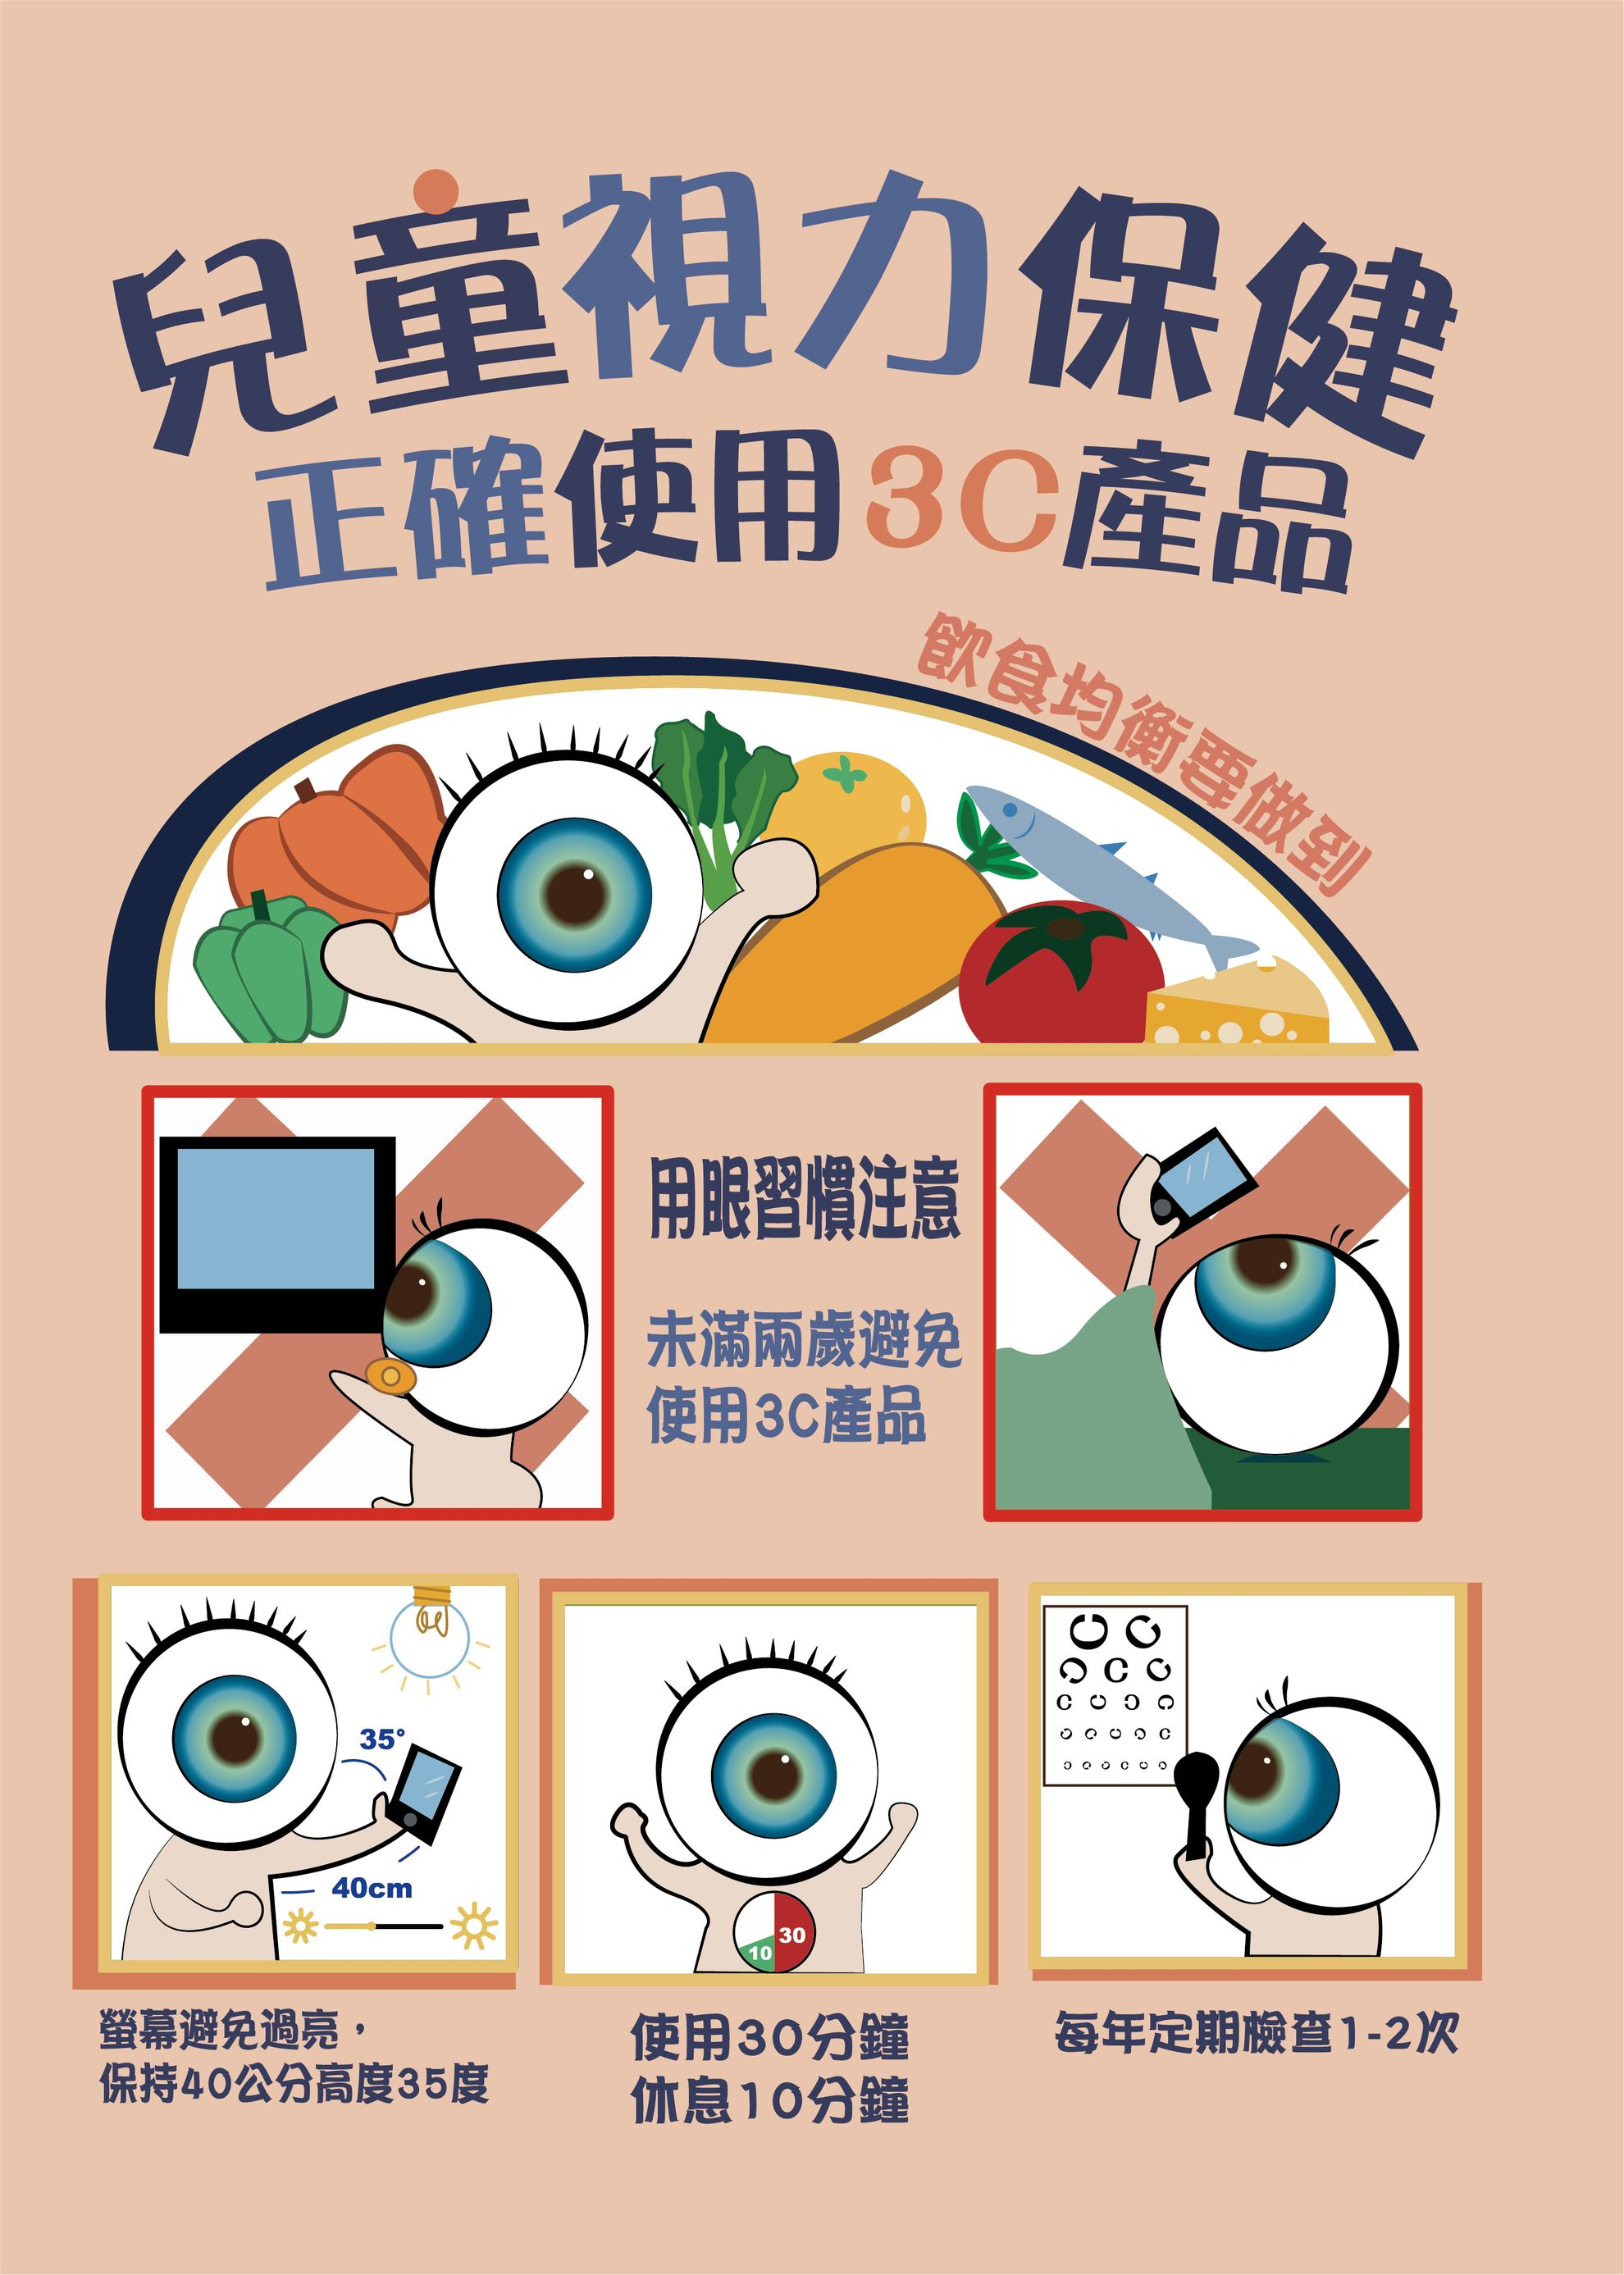 兒童視力保健
正確使用3C產品
飲食均衡要做到
用眼習慣注意
未滿兩歲避免
使用3C產品
35°
40cm
30
10
C C
C C C
C C C C
C C C C C
C C C C C C
螢幕避免過亮，
保持40公分高度35度
使用30分鐘
休息10分鐘
每年定期檢查1-2次